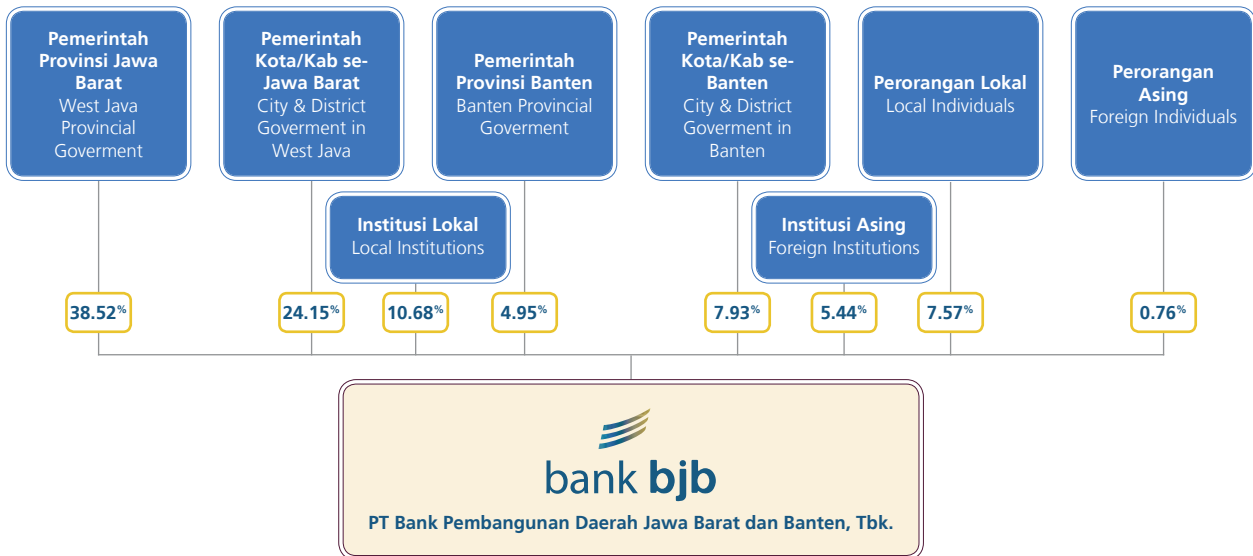 Pemerintah
Provinsi Jawa
Barat
West Java
Provincial
Goverment
Pemerintah
Kota/Kab se-
Jawa Barat
City & District
Goverment in
West Java
Pemerintah
Provinsi Banten
Banten Provincial
Goverment
Pemerintah
Kota/Kab se-
Banten
City & District
Goverment in
Banten
Perorangan Lokal
Local Individuals
Perorangan
Asing
Foreign Individuals
Institusi Lokal
Local Institutions
Institusi Asing
Foreign Institutions
38.52%
24.15%
10.68%
4.95%
7.93%
5.44%
7.57%
0.76%
bank bjb
PT Bank Pembangunan Daerah Jawa Barat dan Banten, Tbk.